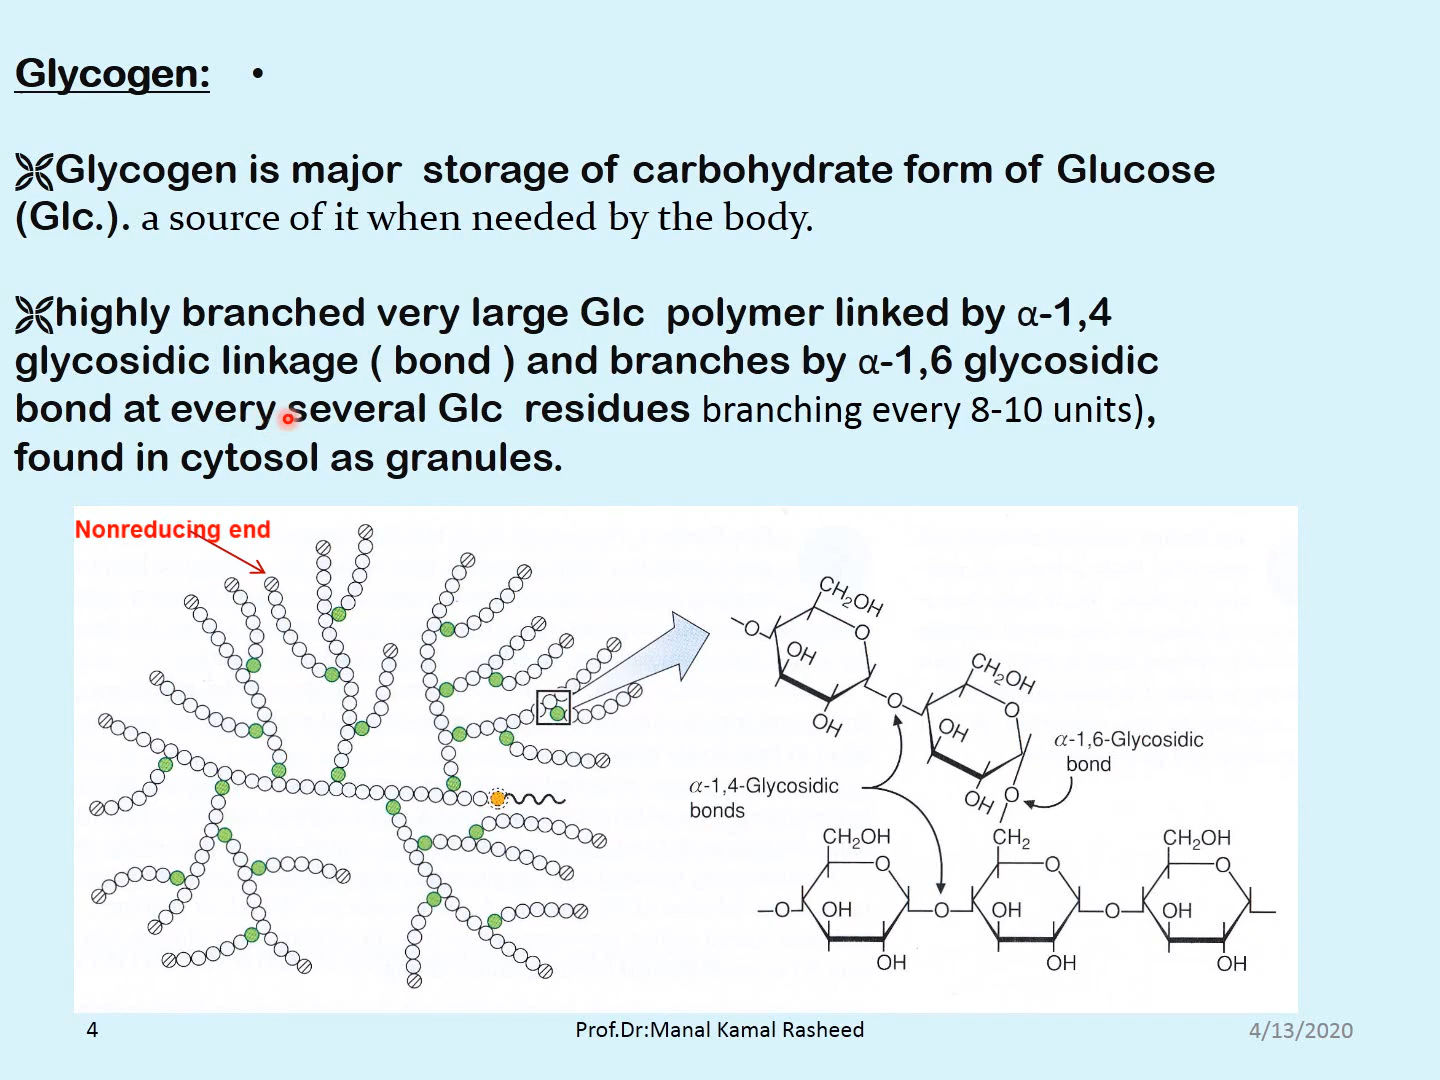 Glycogen: •
Glycogen is major storage of carbohydrate form of Glucose
(Glc.). a source of it when needed by the body.
highly branched very large Glc polymer linked by α-1,4
glycosidic linkage ( bond ) and branches by α-1,6 glycosidic
bond at every several Glc residues branching every 8-10 units),
found in cytosol as granules.
Nonreducing end
CH2OH
O
O
OH
OH
O
CH2OH
O
OH
OH
O
α-1,6-Glycosidic
bond
α-1,4-Glycosidic
bonds
CH2OH
CH2
CH2OH
O
O
O
O
OH
O
OH
O
OH
OH
OH
OH
4
Prof.Dr:Manal Kamal Rasheed
4/13/2020